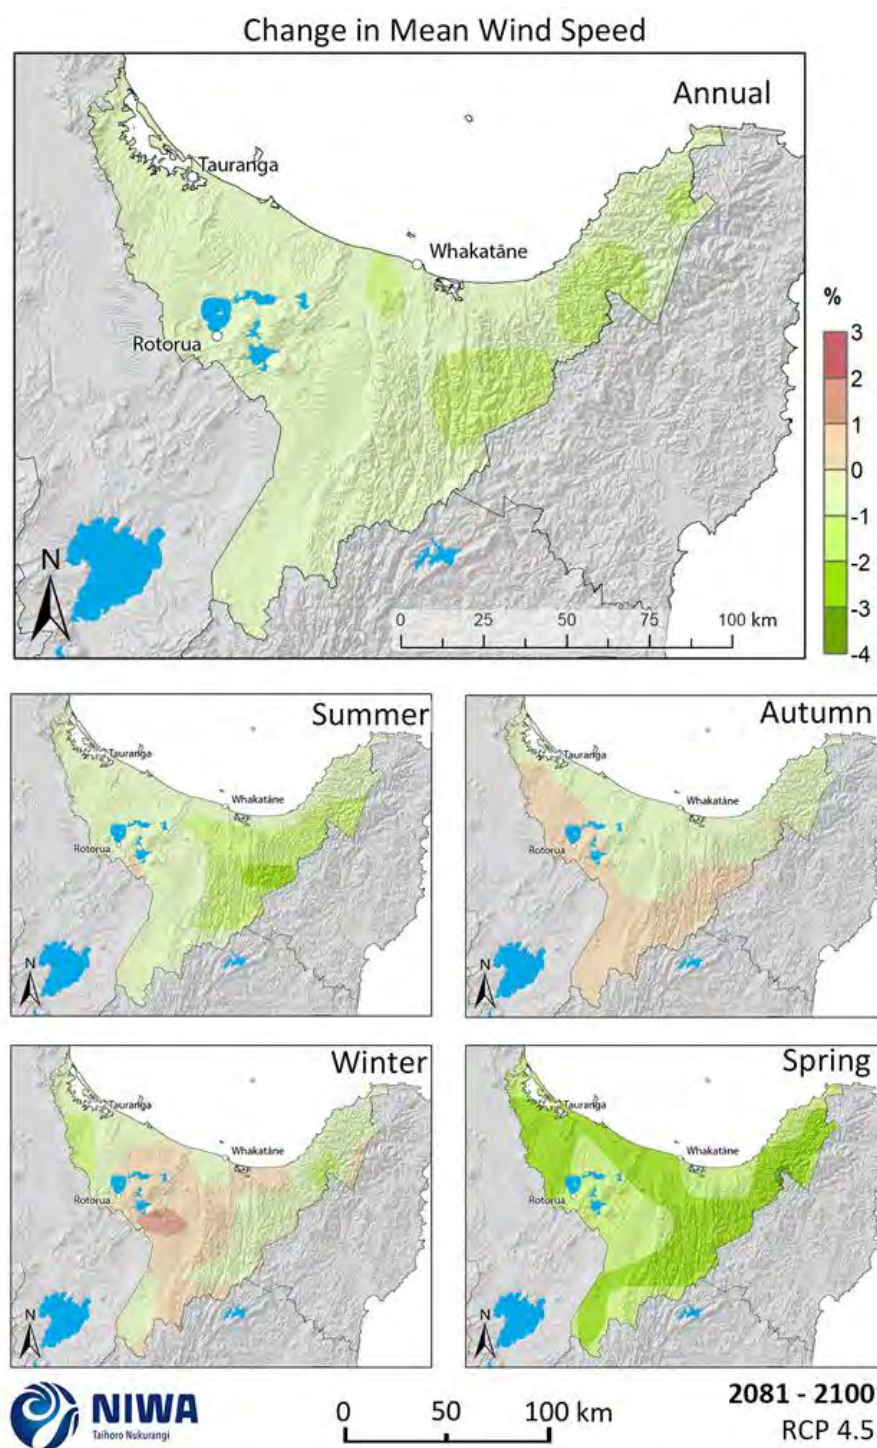 Change in Mean Wind Speed
Annual
Tauranga
Whakatāne
Rotorua
%
3
2
1
0
-1
-2
-3
-4
N
0 25 50 75 100 km
Summer
Tauranga
Whakatāne
Rotorua
N
Autumn
Tauranga
Whakatāne
Rotorua
N
Winter
Tauranga
Whakatāne
Rotorua
N
Spring
Tauranga
Whakatāne
Rotorua
N
NIWA
Taihoro Nukurangi
0 50 100 km
2081 - 2100
RCP 4.5